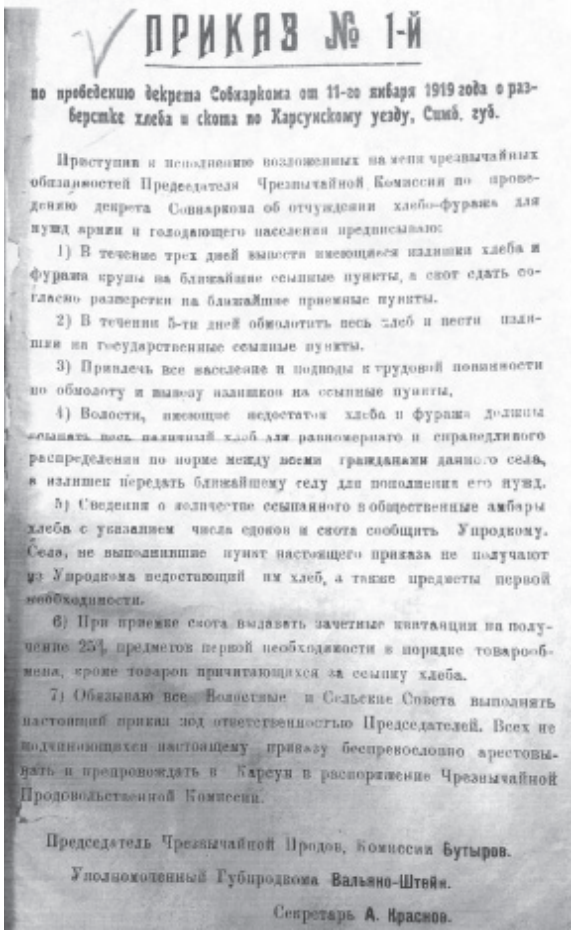 ПРИКАЗ № 1-й
по проведению декрета Совнаркома от 11-го января 1919 года о раз-
верстке хлеба и скота по Карсунскому уезду, Симб. губ.
Приступив к исполнению возложенных на меня чрезвычайных
обязанностей Председателя Чрезвычайной Комиссии по прове-
дению декрета Совнаркома об отчуждении хлебо-фуража для
нужд армии и голодающего населения предписываю:
1) В течение трех дней вывести имеющиеся излишки хлеба и
фуража крупы на ближайшие ссыпные пункты, а скот сдать со-
гласно разверстки на ближайшие приемные пункты.
2) В течении 5-ти дней обмолотить весь хлеб и вести изли-
шки на государственные ссыпные пункты.
3) Привлечь все население и подводы к трудовой повинности
по обмолоту и вывозу излишков на ссыпные пункты,
4) Волости, имеющие недостаток хлеба и фуража должны
ссыпать весь наличный хлеб для равномернаго и справедливого
распределения по норме между всеми гражданами данного села,
а излишек передать ближайшему селу для пополнения его нужд.
5) Сведения о количестве ссыпанного в общественные амбары
хлеба с указанием числа едоков и скота сообщить Упродкому.
Села, не выполнившие пункт настоящего приказа не получают
из Упродкома недостающий им хлеб, а также предметы первой
необходимости.
6) При приемке скота выдавать зачетные квитанции на полу-
чение 25% предметов первой необходимости в порядке товарооб-
мена, кроме товаров причитающихся за ссыпку хлеба.
7) Обязываю все Волостные и Сельские Совета выполнять
настоящий приказ под ответственностью Председателей. Всех не
подчиняющихся настоящему приказу беспрекословно арестовы-
вать и препровождать в Карсун в распоряжение Чрезвычайной
Продовольственной Комиссии.
Председатель Чрезвычайной Продов, Комиссии Бутыров.
Уполномоченный Губпродкома Вальяно-Штейн.
Секретарь А. Краснов.